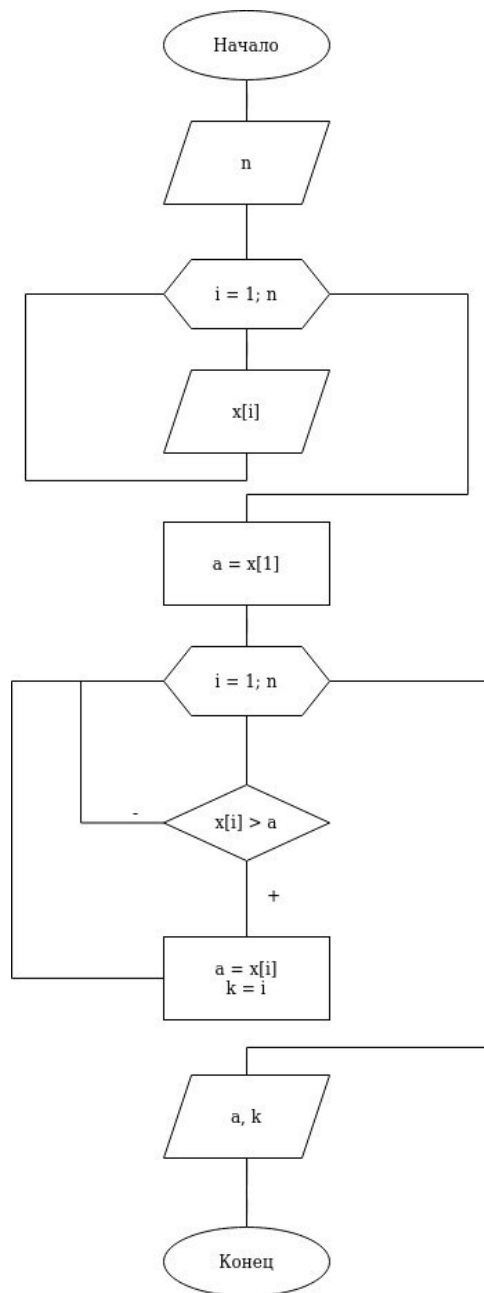 Начало
n
i = 1; n
x[i]
a = x[1]
i = 1; n
-
x[i] > a
+
a = x[i]
k = i
a, k
Конец